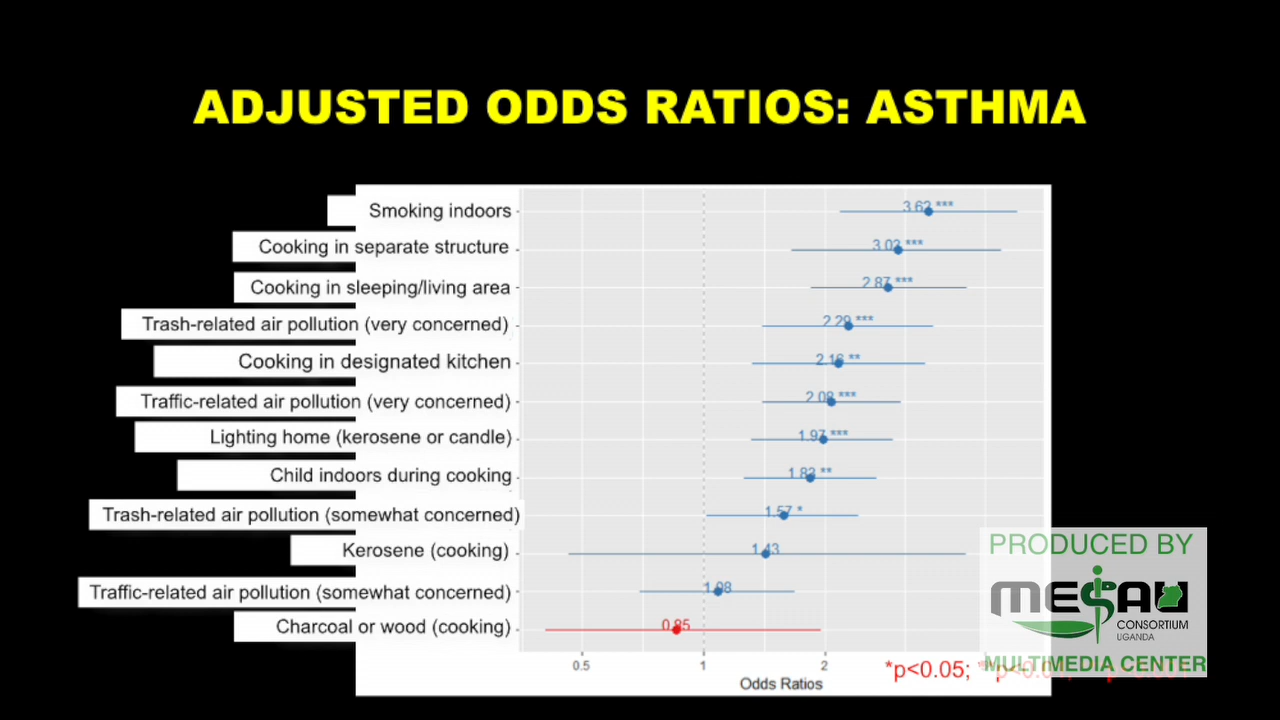 ADJUSTED ODDS RATIOS: ASTHMA
Smoking indoors
3.62 ***
Cooking in separate structure
3.03 ***
Cooking in sleeping/living area
2.87 ***
Trash-related air pollution (very concerned)
2.29 ***
Cooking in designated kitchen
2.16 **
Traffic-related air pollution (very concerned)
2.08 ***
Lighting home (kerosene or candle)
1.97 ***
Child indoors during cooking
1.83 **
Trash-related air pollution (somewhat concerned)
1.57 *
Kerosene (cooking)
1.43
Traffic-related air pollution (somewhat concerned)
1.08
Charcoal or wood (cooking)
0.85
0.5 1 2
Odds Ratios
*p<0.05;
PRODUCED BY
MESAU
CONSORTIUM
UGANDA
MULTIMEDIA CENTER